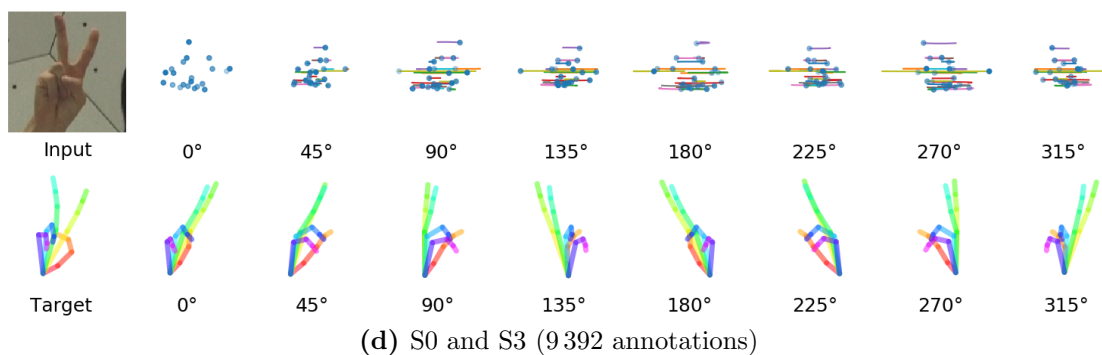 Input 0° 45° 90° 135° 180° 225° 270° 315°
Target 0° 45° 90° 135° 180° 225° 270° 315°
(d) S0 and S3 (9 392 annotations)